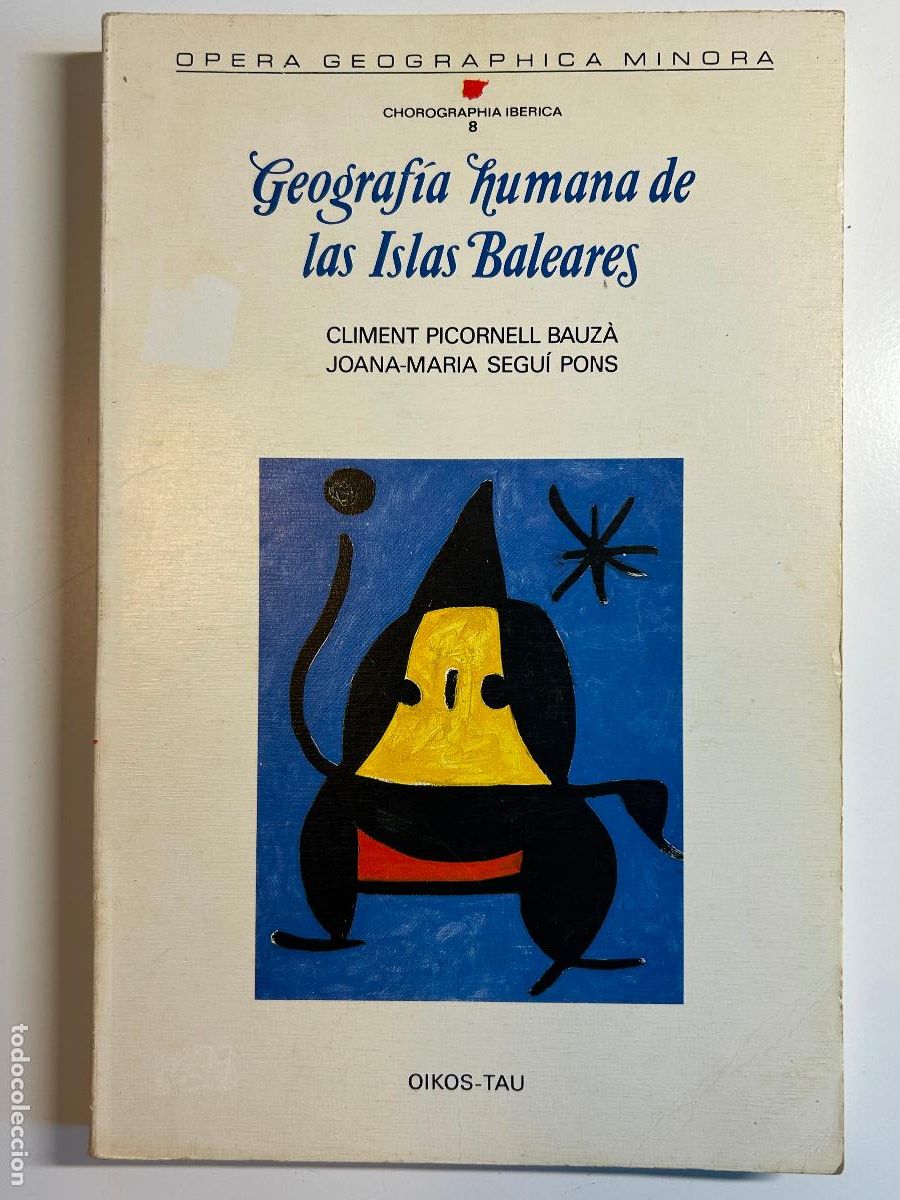 OPERA GEOGRAPHICA MINORA
CHOROGRAPHIA IBERICA
8
Geografía humana de
las Islas Baleares
CLIMENT PICORNELL BAUZÀ
JOANA-MARIA SEGUÍ PONS
OIKOS-TAU
todocoleccion